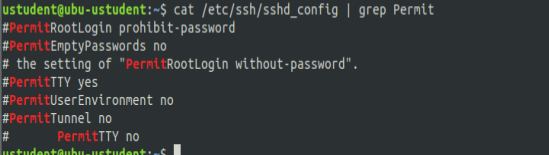 ustudent@ubu-ustudent:~$ cat /etc/ssh/sshd_config | grep Permit
#PermitRootLogin prohibit-password
#PermitEmptyPasswords no
# the setting of "PermitRootLogin without-password".
#PermitTTY yes
#PermitUserEnvironment no
#PermitTunnel no
#       PermitTTY no
ustudent@ubu-ustudent:~$